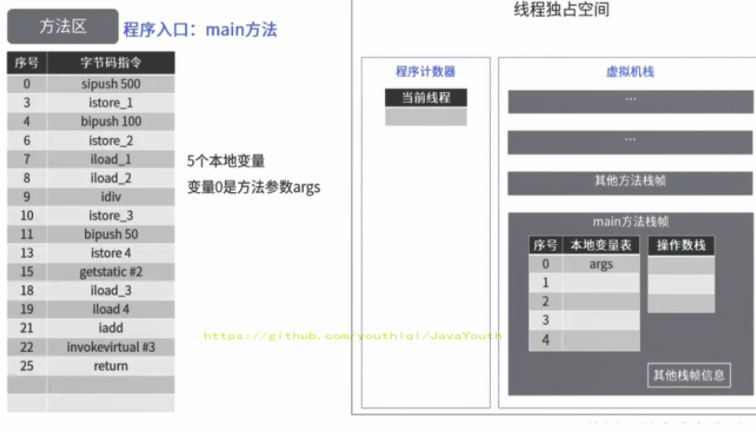 方法区
程序入口：main方法
序号 字节码指令
0 sipush 500
3 istore_1
4 bipush 100
6 istore_2
7 iload_1
8 iload_2
9 idiv
10 istore_3
11 bipush 50
13 istore 4
15 getstatic #2
18 iload_3
19 iload 4
21 iadd
22 invokevirtual #3
25 return
5个本地变量
变量0是方法参数args
https://github.com/youthlql/JavaYouth
线程独占空间
程序计数器
当前线程
虚拟机栈
...
...
其他方法栈帧
main方法栈帧
序号 本地变量表 操作数栈
0 args
1
2
3
4
其他栈帧信息